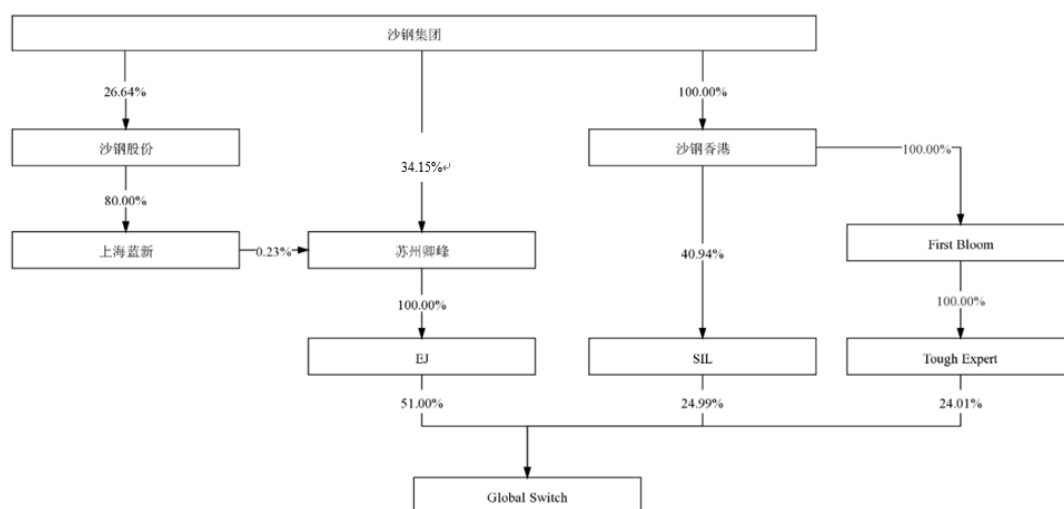 沙钢集团
26.64%
100.00%
沙钢股份
沙钢香港
100.00%
34.15%↵
80.00%
上海蓝新
0.23%
苏州卿峰
40.94%
First Bloom
100.00%
100.00%
EJ
SIL
Tough Expert
51.00%
24.99%
24.01%
Global Switch